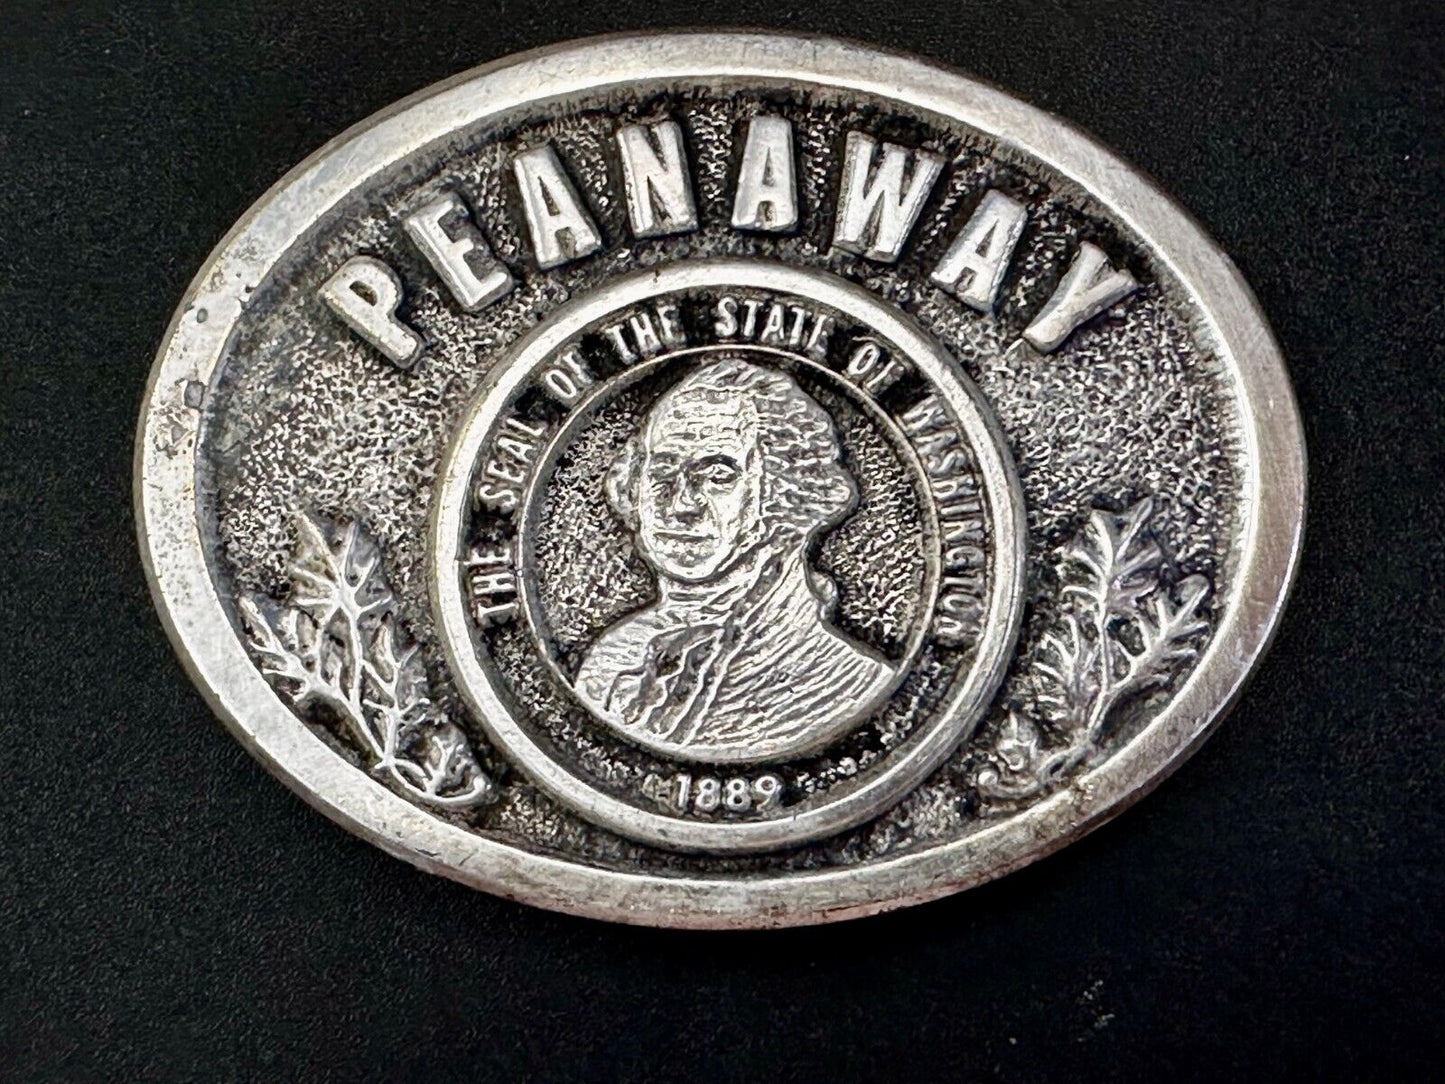 PEANAWAY
THE SEAL OF THE STATE OF WASHINGTON
1889